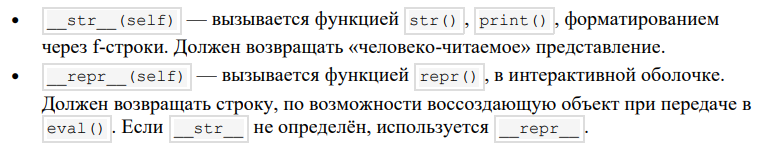 • __str__(self) — вызывается функцией str(), print(), форматированием
через f-строки. Должен возвращать «человеко-читаемое» представление.
• __repr__(self) — вызывается функцией repr(), в интерактивной оболочке.
Должен возвращать строку, по возможности воссоздающую объект при передаче в
eval(). Если __str__ не определён, используется __repr__.